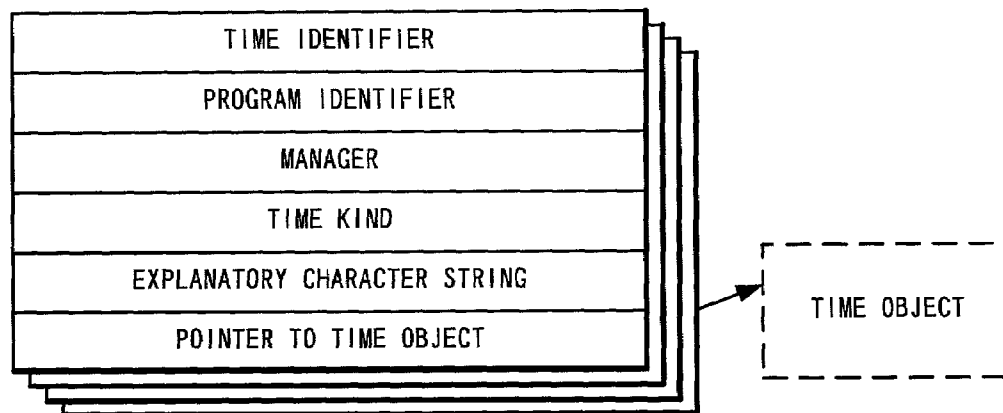 TIME IDENTIFIER
PROGRAM IDENTIFIER
MANAGER
TIME KIND
EXPLANATORY CHARACTER STRING
POINTER TO TIME OBJECT
TIME OBJECT